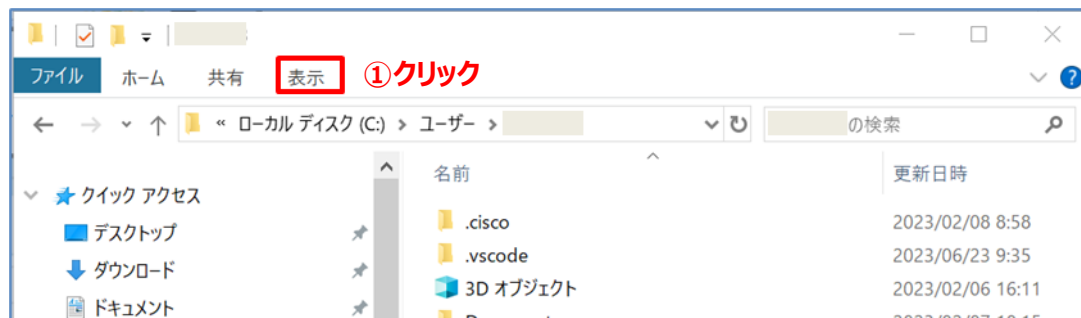 ファイル ホーム 共有 表示 ①クリック
« ローカル ディスク (C:) > ユーザー > の検索
名前 更新日時
クイック アクセス
デスクトップ
ダウンロード
ドキュメント
.cisco 2023/02/08 8:58
.vscode 2023/06/23 9:35
3D オブジェクト 2023/02/06 16:11